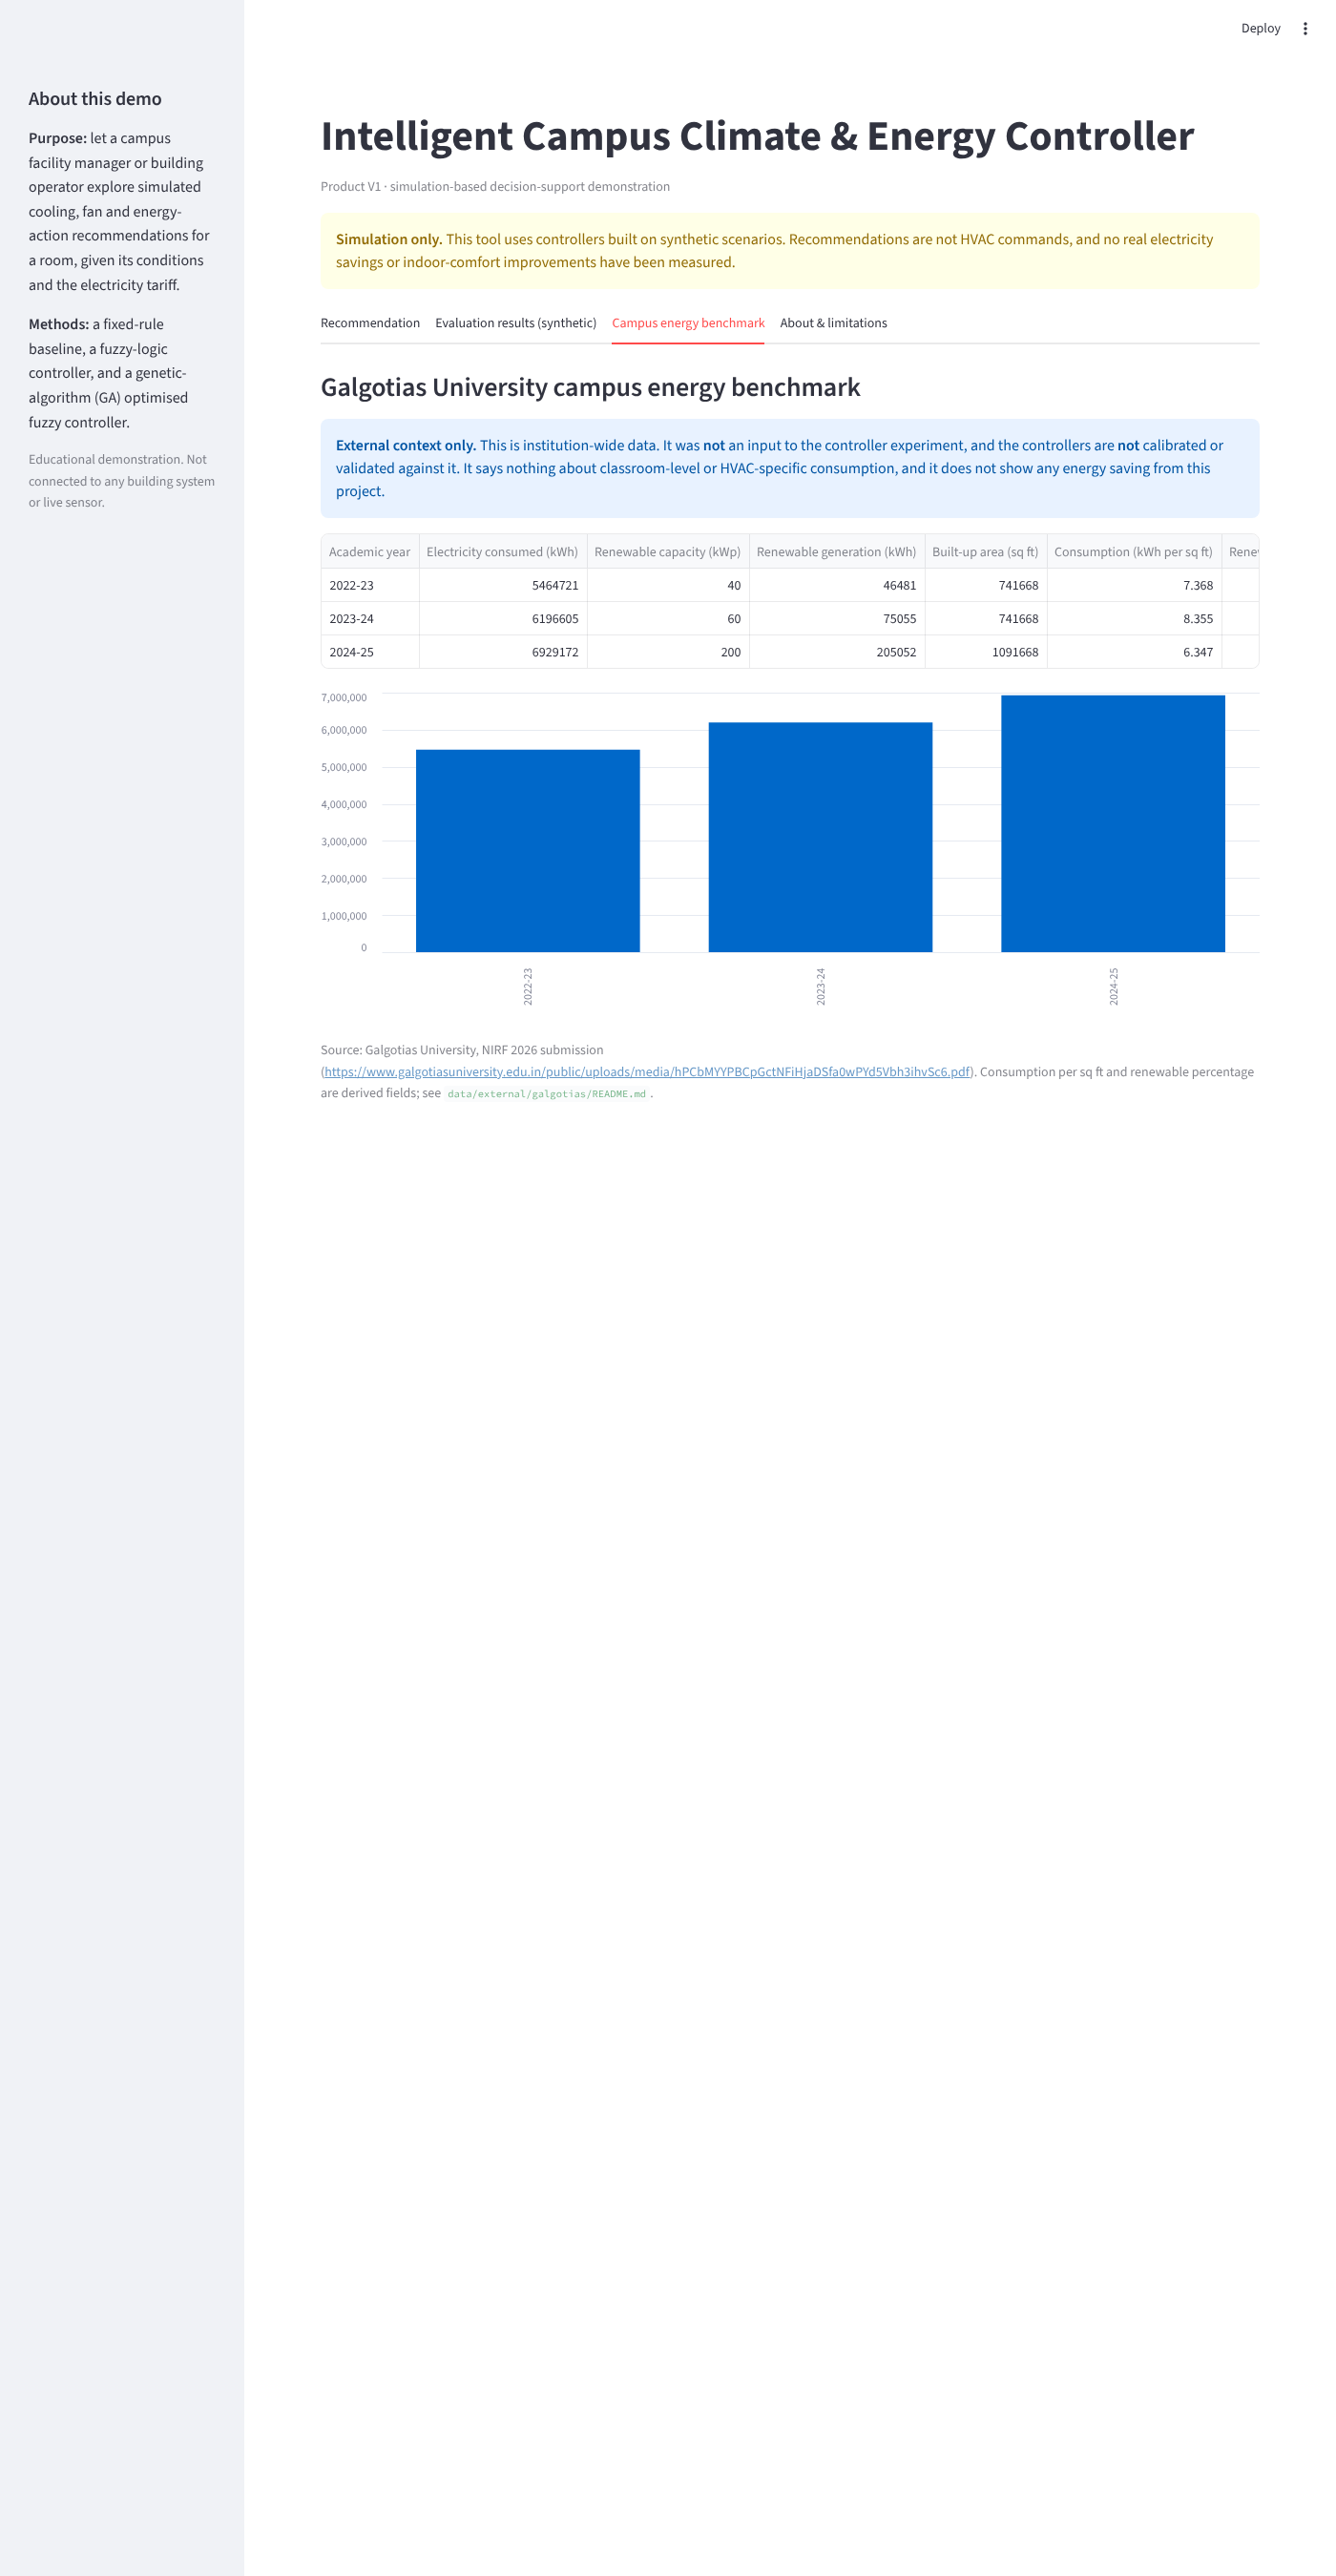 Deploy
About this demo
Purpose: let a campus
facility manager or building
operator explore simulated
cooling, fan and energy-
action recommendations for
a room, given its conditions
and the electricity tariff.
Methods: a fixed-rule
baseline, a fuzzy-logic
controller, and a genetic-
algorithm (GA) optimised
fuzzy controller.
Educational demonstration. Not
connected to any building system
or live sensor.
Intelligent Campus Climate & Energy Controller
Product V1 · simulation-based decision-support demonstration
Simulation only. This tool uses controllers built on synthetic scenarios. Recommendations are not HVAC commands, and no real electricity
savings or indoor-comfort improvements have been measured.
Recommendation Evaluation results (synthetic) Campus energy benchmark About & limitations
Galgotias University campus energy benchmark
External context only. This is institution-wide data. It was not an input to the controller experiment, and the controllers are not calibrated or
validated against it. It says nothing about classroom-level or HVAC-specific consumption, and it does not show any energy saving from this
project.
Academic year Electricity consumed (kWh) Renewable capacity (kWp) Renewable generation (kWh) Built-up area (sq ft) Consumption (kWh per sq ft)
2022-23 5464721 40 46481 741668 7.368
2023-24 6196605 60 75055 741668 8.355
2024-25 6929172 200 205052 1091668 6.347
7,000,000
6,000,000
5,000,000
4,000,000
3,000,000
2,000,000
1,000,000
0
2022-23 2023-24 2024-25
Source: Galgotias University, NIRF 2026 submission
(https://www.galgotiasuniversity.edu.in/public/uploads/media/hPCbMYYPBCpGctNFiHjaDSfa0wPYd5Vbh3ihvSc6.pdf). Consumption per sq ft and renewable percentage
are derived fields; see data/external/galgotias/README.md .